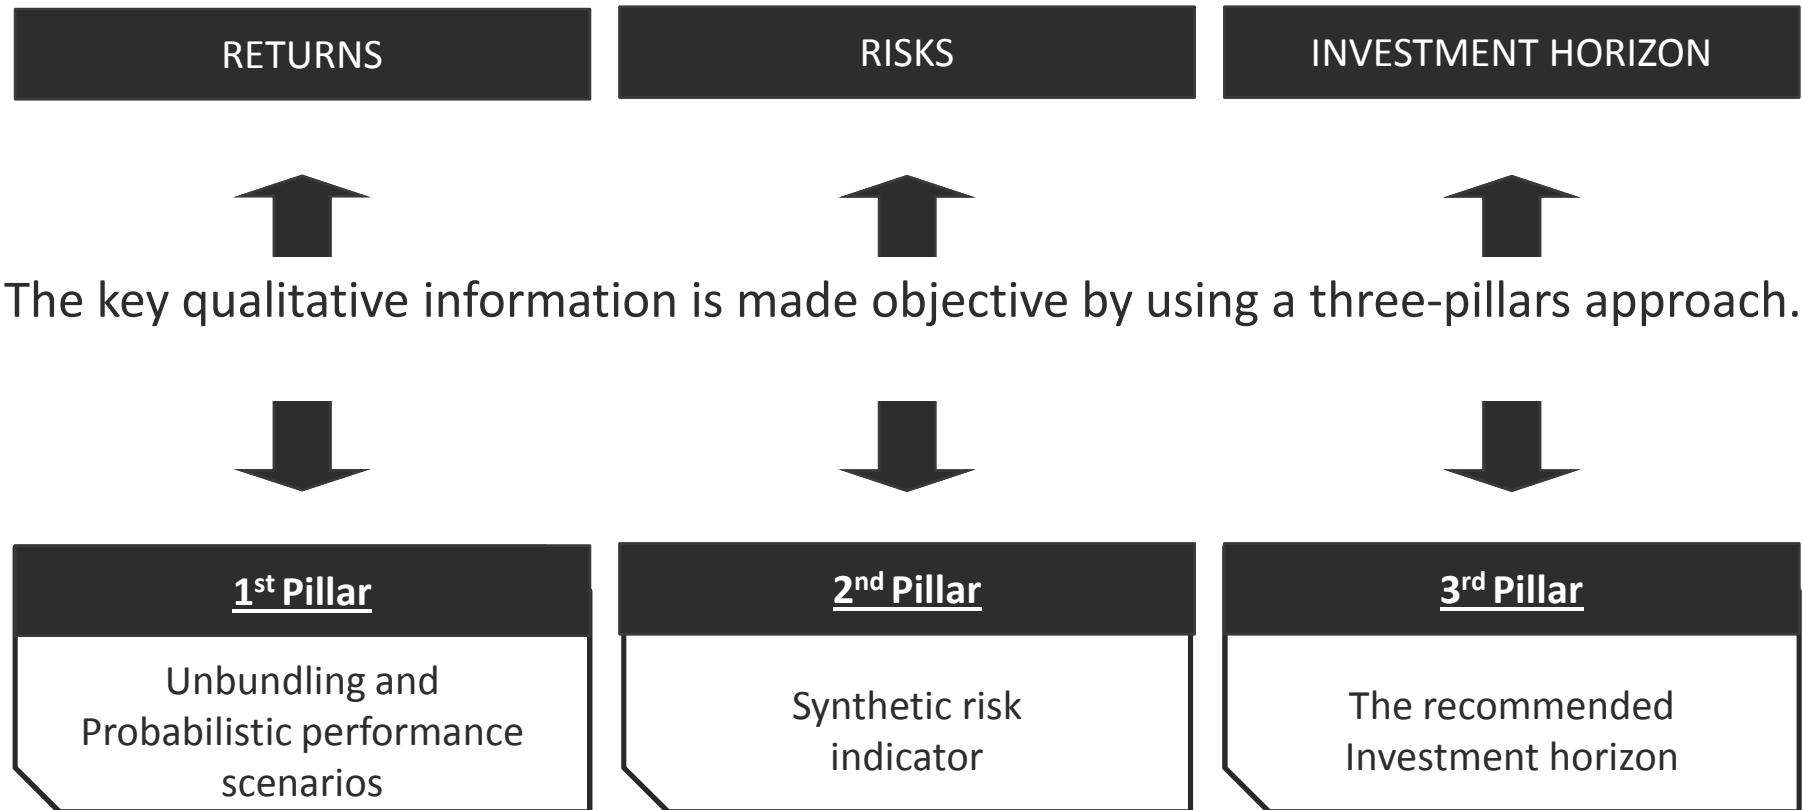 RETURNS
RISKS
INVESTMENT HORIZON
The key qualitative information is made objective by using a three-pillars approach.
1st Pillar
Unbundling and
Probabilistic performance
scenarios
2nd Pillar
Synthetic risk
indicator
3rd Pillar
The recommended
Investment horizon